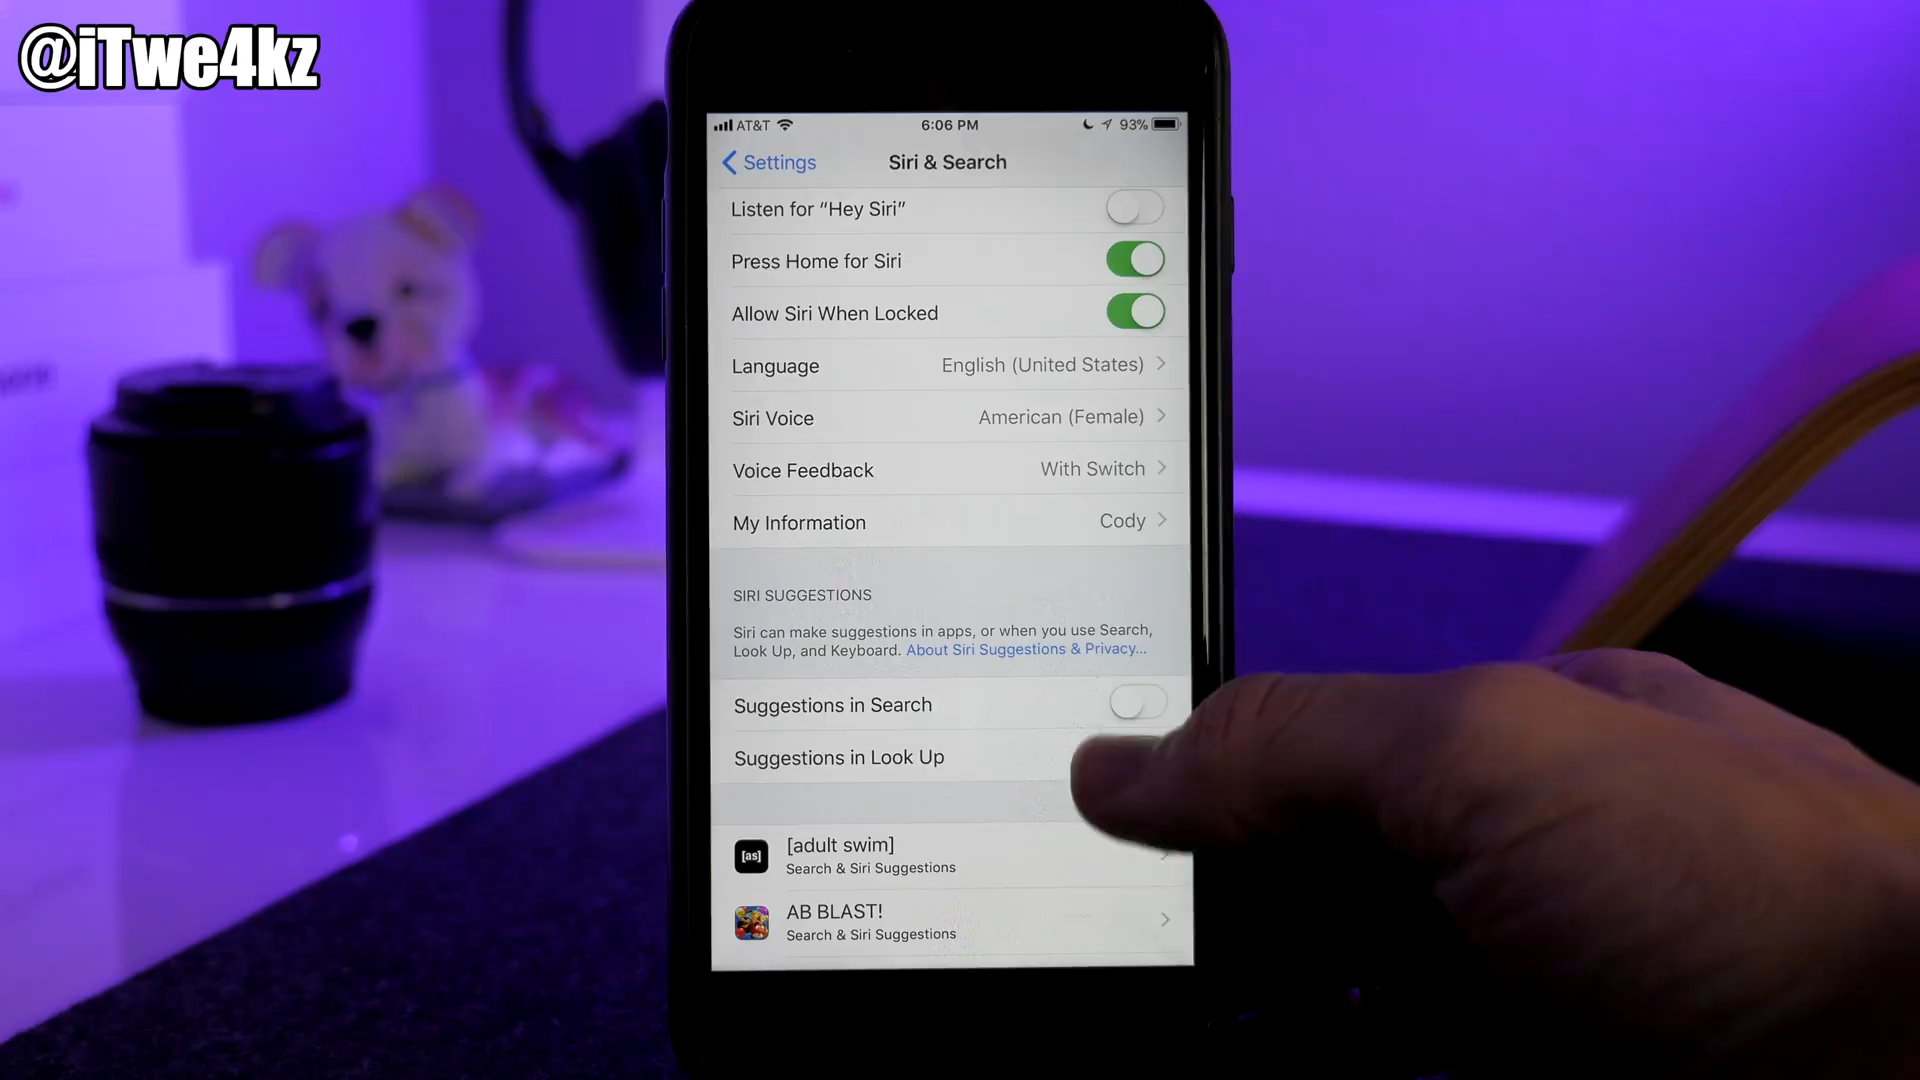 @iTwe4kz
AT&T 6:06 PM 93%
Settings Siri & Search
Listen for “Hey Siri”
Press Home for Siri
Allow Siri When Locked
Language English (United States)
Siri Voice American (Female)
Voice Feedback With Switch
My Information Cody
SIRI SUGGESTIONS
Siri can make suggestions in apps, or when you use Search,
Look Up, and Keyboard. About Siri Suggestions & Privacy...
Suggestions in Search
Suggestions in Look Up
[as] [adult swim]
Search & Siri Suggestions
AB BLAST!
Search & Siri Suggestions